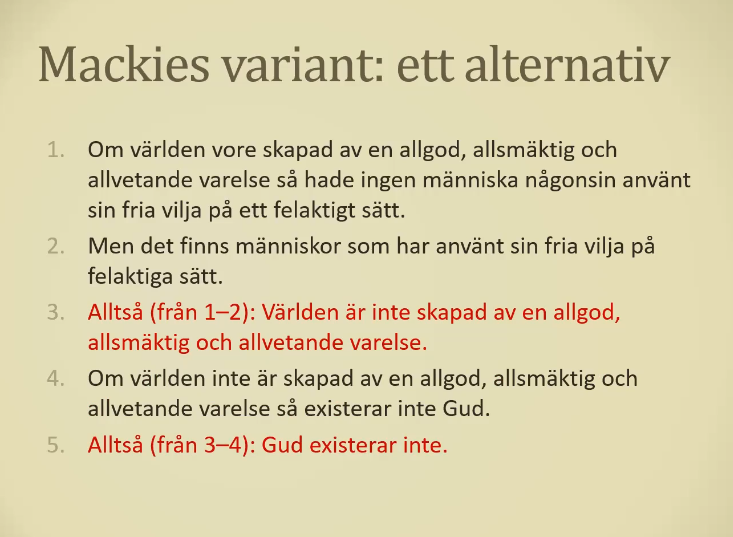 Mackies variant: ett alternativ
1. Om världen vore skapad av en allgod, allsmäktig och
allvetande varelse så hade ingen människa någonsin använt
sin fria vilja på ett felaktigt sätt.
2. Men det finns människor som har använt sin fria vilja på
felaktiga sätt.
3. Alltså (från 1–2): Världen är inte skapad av en allgod,
allsmäktig och allvetande varelse.
4. Om världen inte är skapad av en allgod, allsmäktig och
allvetande varelse så existerar inte Gud.
5. Alltså (från 3–4): Gud existerar inte.